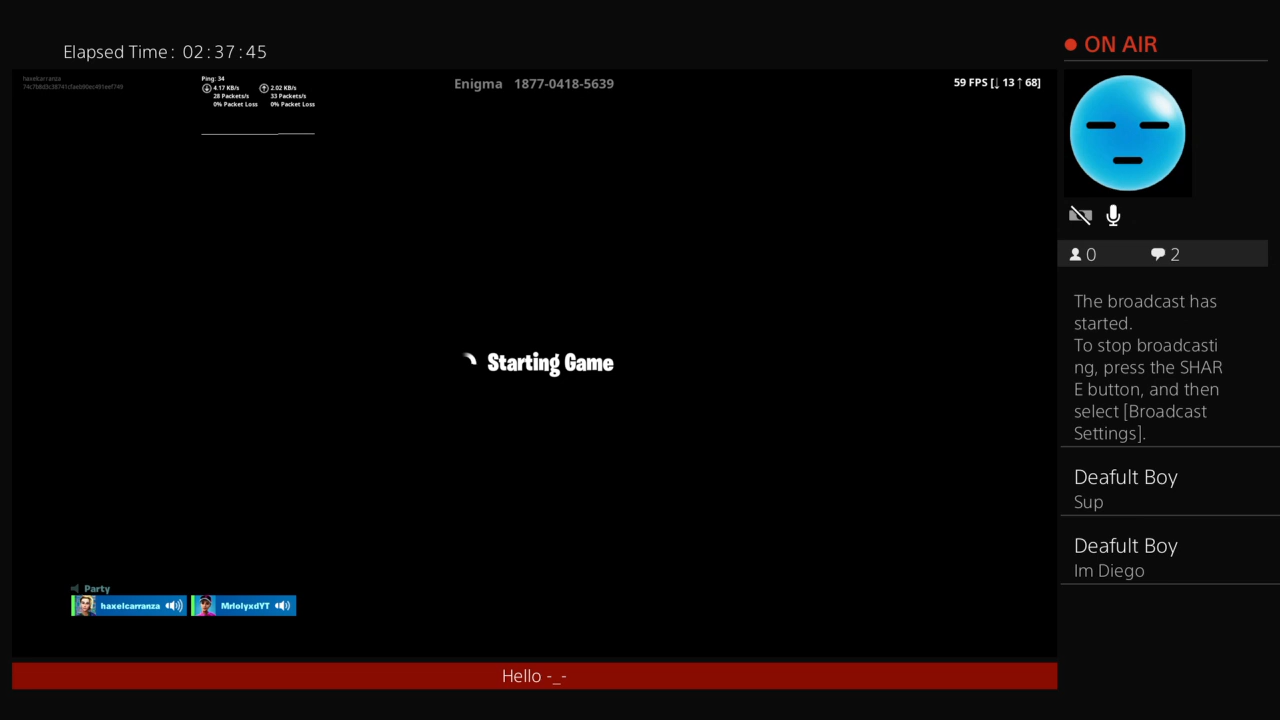 Elapsed Time: 02:37:45
ON AIR
haxelcarranza
Ping: 34
4.17 KB/s 2.02 KB/s
28 Packets/s 33 Packets/s
0% Packet Loss 0% Packet Loss
Enigma 1877-0418-5639
59 FPS [↓ 13 ↑ 68]
0 2
The broadcast has
started.
To stop broadcasti
ng, press the SHAR
E button, and then
select [Broadcast
Settings].
Deafult Boy
Sup
Deafult Boy
Im Diego
Starting Game
Party
haxelcarranza MrlolyxdYT
Hello -_-